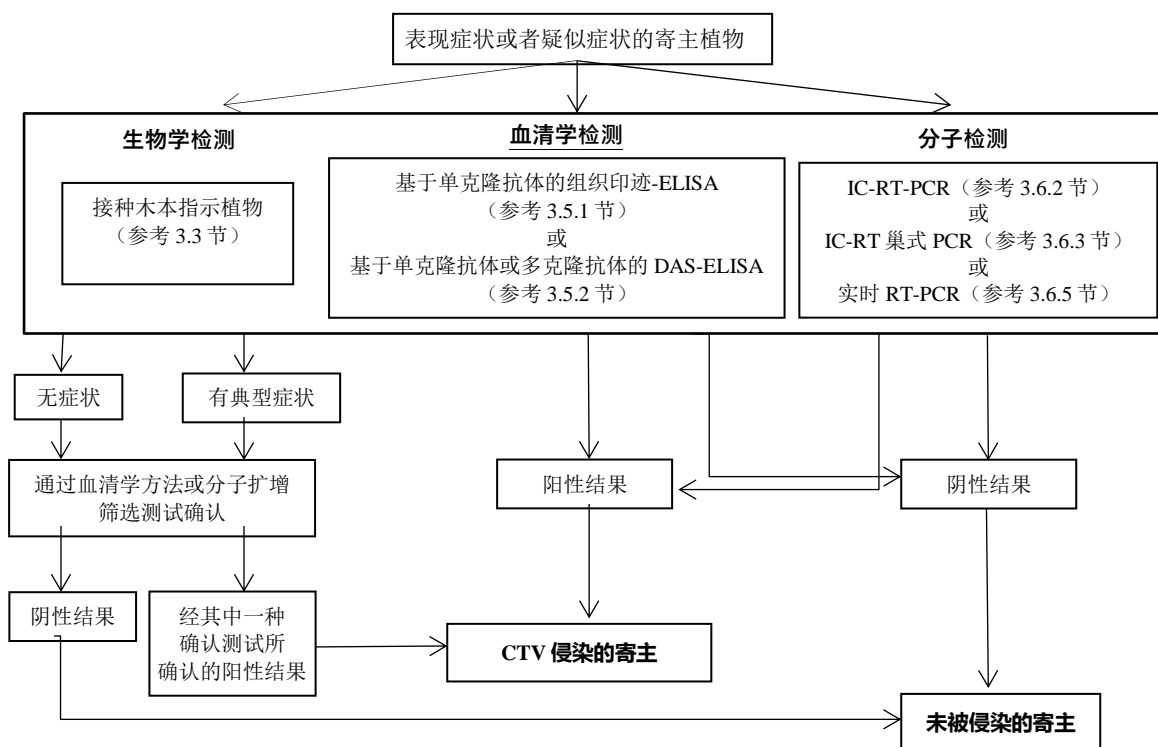 表现症状或者疑似症状的寄主植物
生物学检测
接种木本指示植物
（参考 3.3 节）
血清学检测
基于单克隆抗体的组织印迹-ELISA
（参考 3.5.1 节）
或
基于单克隆抗体或多克隆抗体的 DAS-ELISA
（参考 3.5.2 节）
分子检测
IC-RT-PCR（参考 3.6.2 节）
或
IC-RT 巢式 PCR（参考 3.6.3 节）
或
实时 RT-PCR（参考 3.6.5 节）
无症状
有典型症状
通过血清学方法或分子扩增
筛选测试确认
阳性结果
阴性结果
阴性结果
经其中一种
确认测试所
确认的阳性结果
CTV 侵染的寄主
未被侵染的寄主